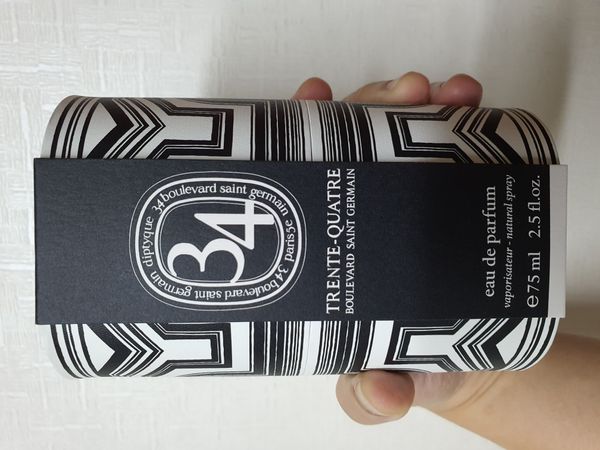 34 boulevard saint germain paris5e 34 boulevard saint germain diptyque
34
TRENTE-QUATRE
BOULEVARD SAINT GERMAIN
eau de parfum
vaporisateur - natural spray
℮75 ml 2.5 fl.oz.